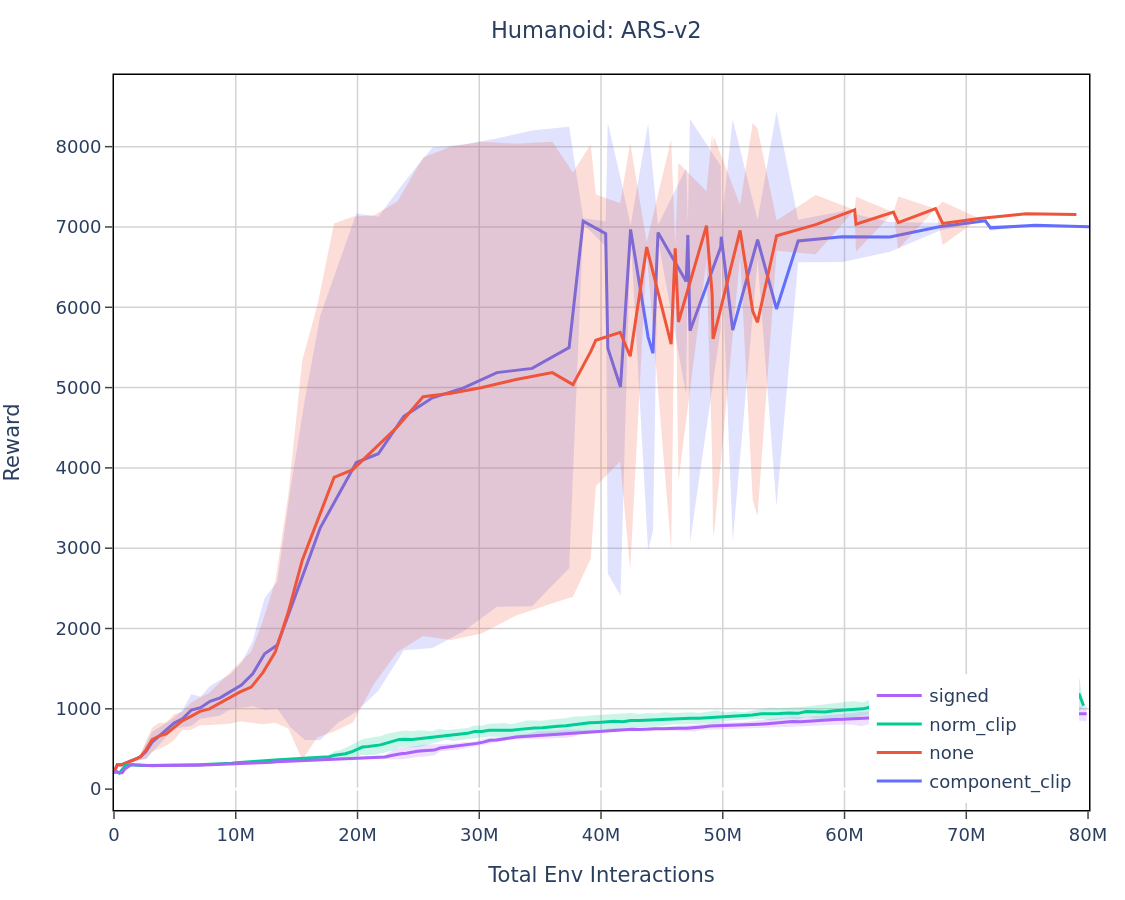 Humanoid: ARS-v2
Reward
8000
7000
6000
5000
4000
3000
2000
1000
0
signed
norm_clip
none
component_clip
0 10M 20M 30M 40M 50M 60M 70M 80M
Total Env Interactions